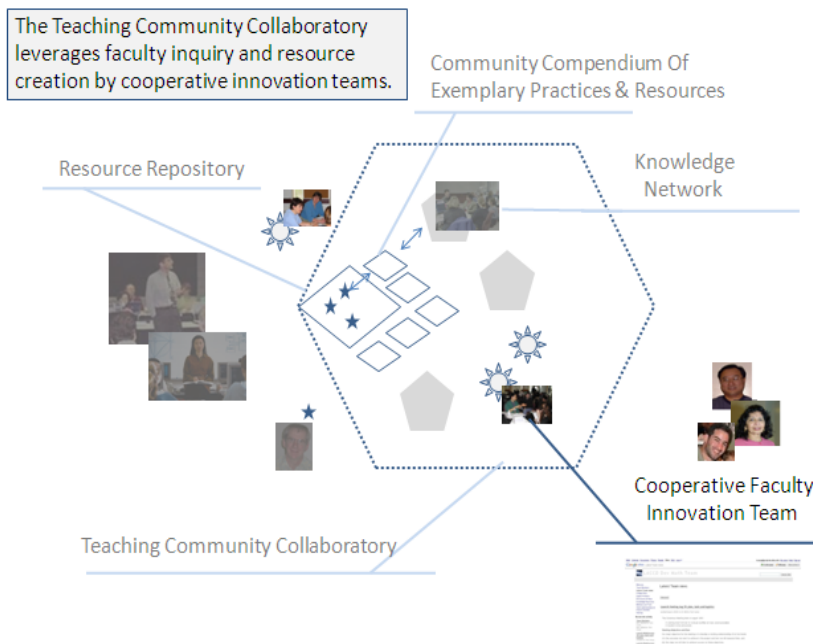 The Teaching Community Collaboratory
leverages faculty inquiry and resource
creation by cooperative innovation teams.
Community Compendium Of
Exemplary Practices & Resources
Resource Repository
Knowledge
Network
Cooperative Faculty
Innovation Team
Teaching Community Collaboratory